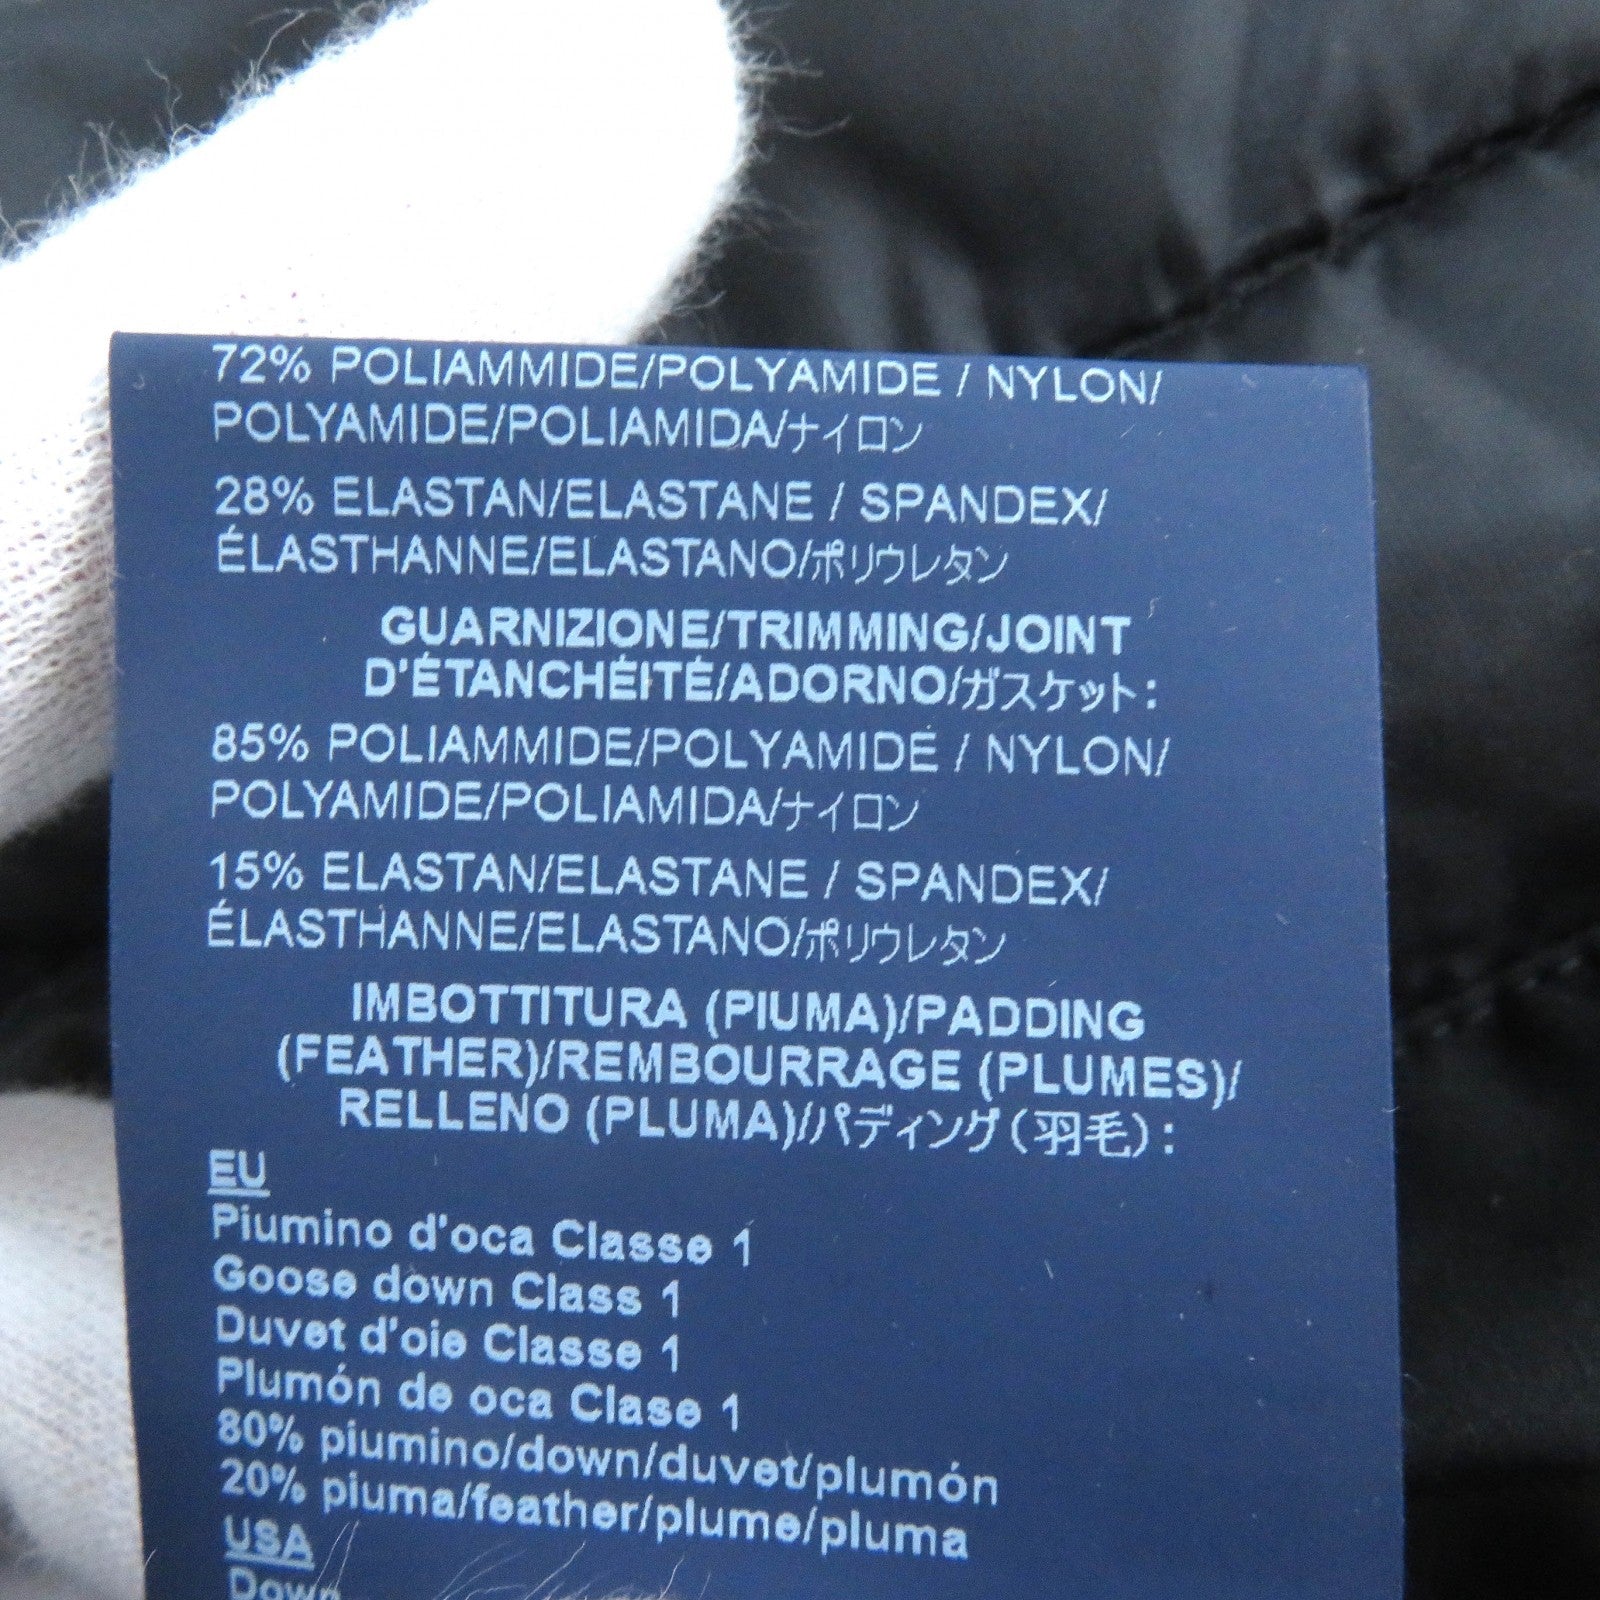 72% POLIAMMIDE/POLYAMIDE / NYLON/
POLYAMIDE/POLIAMIDA/ナイロン
28% ELASTAN/ELASTANE / SPANDEX/
ÉLASTHANNE/ELASTANO/ポリウレタン
GUARNIZIONE/TRIMMING/JOINT
D'ÉTANCHÉITÉ/ADORNO/ガスケット:
85% POLIAMMIDE/POLYAMIDE / NYLON/
POLYAMIDE/POLIAMIDA/ナイロン
15% ELASTAN/ELASTANE / SPANDEX/
ÉLASTHANNE/ELASTANO/ポリウレタン
IMBOTTITURA (PIUMA)/PADDING
(FEATHER)/REMBOURRAGE (PLUMES)/
RELLENO (PLUMA)/パディング(羽毛):
EU
Piumino d'oca Classe 1
Goose down Class 1
Duvet d'oie Classe 1
Plumón de oca Clase 1
80% piumino/down/duvet/plumón
20% piuma/feather/plume/pluma
USA
Down